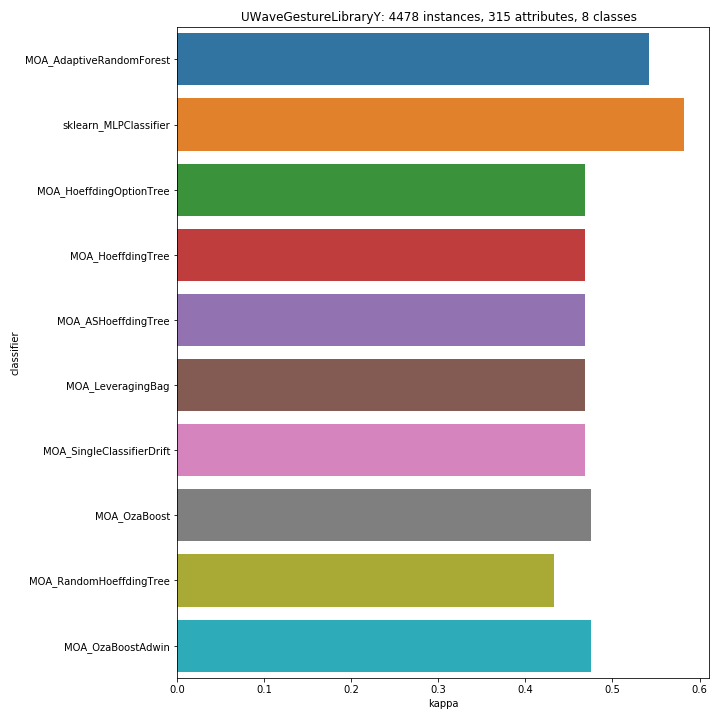 UWaveGestureLibraryY: 4478 instances, 315 attributes, 8 classes
MOA_AdaptiveRandomForest
sklearn_MLPClassifier
MOA_HoeffdingOptionTree
MOA_HoeffdingTree
MOA_ASHoeffdingTree
MOA_LeveragingBag
MOA_SingleClassifierDrift
MOA_OzaBoost
MOA_RandomHoeffdingTree
MOA_OzaBoostAdwin
classifier
0.0 0.1 0.2 0.3 0.4 0.5 0.6
kappa